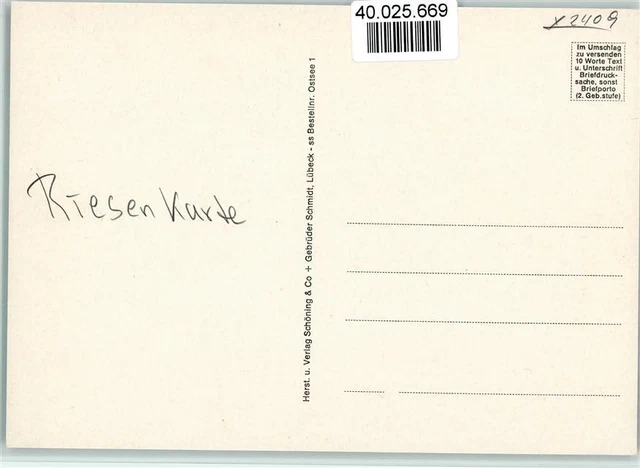 40.025.669
x2409
Im Umschlag
zu versenden
10 Worte Text
u. Unterschrift
Briefdruck-
sache, sonst
Briefporto
(2. Geb.stufe)
Riesen Karte
Herst. u. Verlag Schöning & Co + Gebrüder Schmidt, Lübeck - ss Bestellnr. Ostsee 1